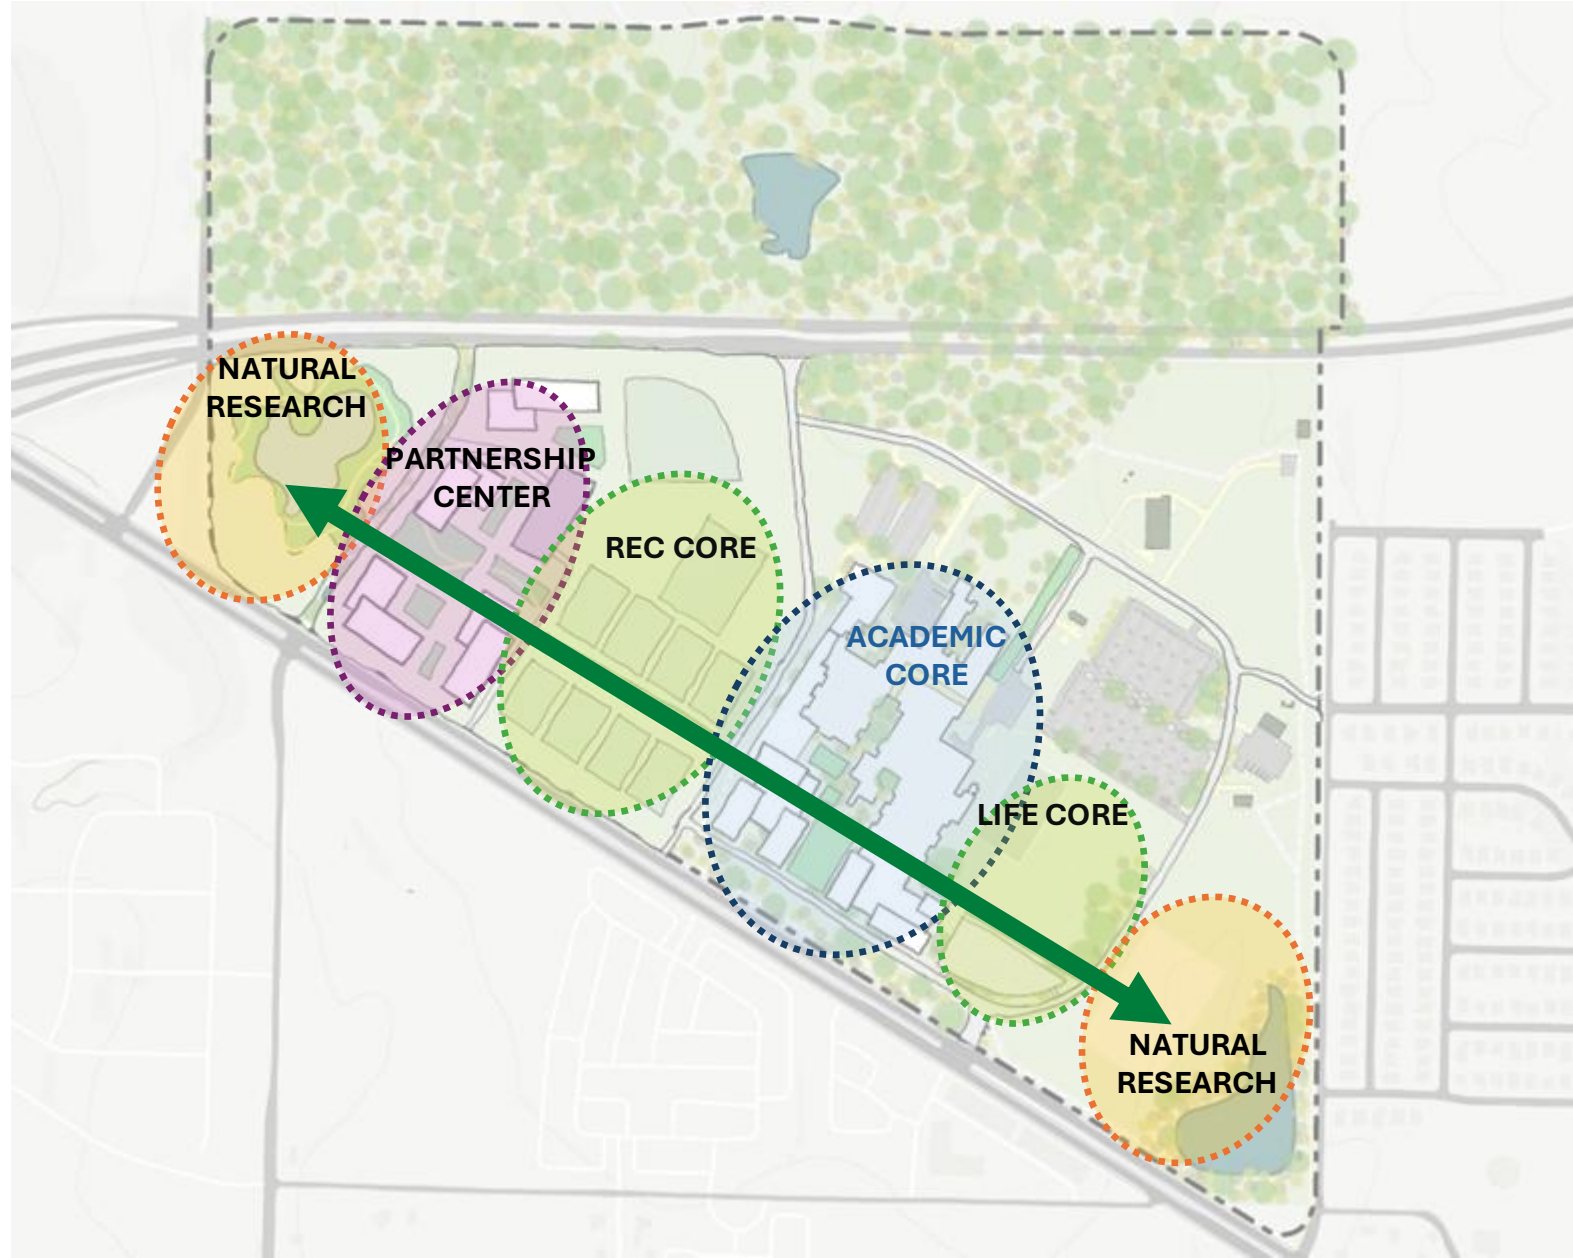 NATURAL
RESEARCH
PARTNERSHIP
CENTER
REC CORE
ACADEMIC
CORE
LIFE CORE
NATURAL
RESEARCH